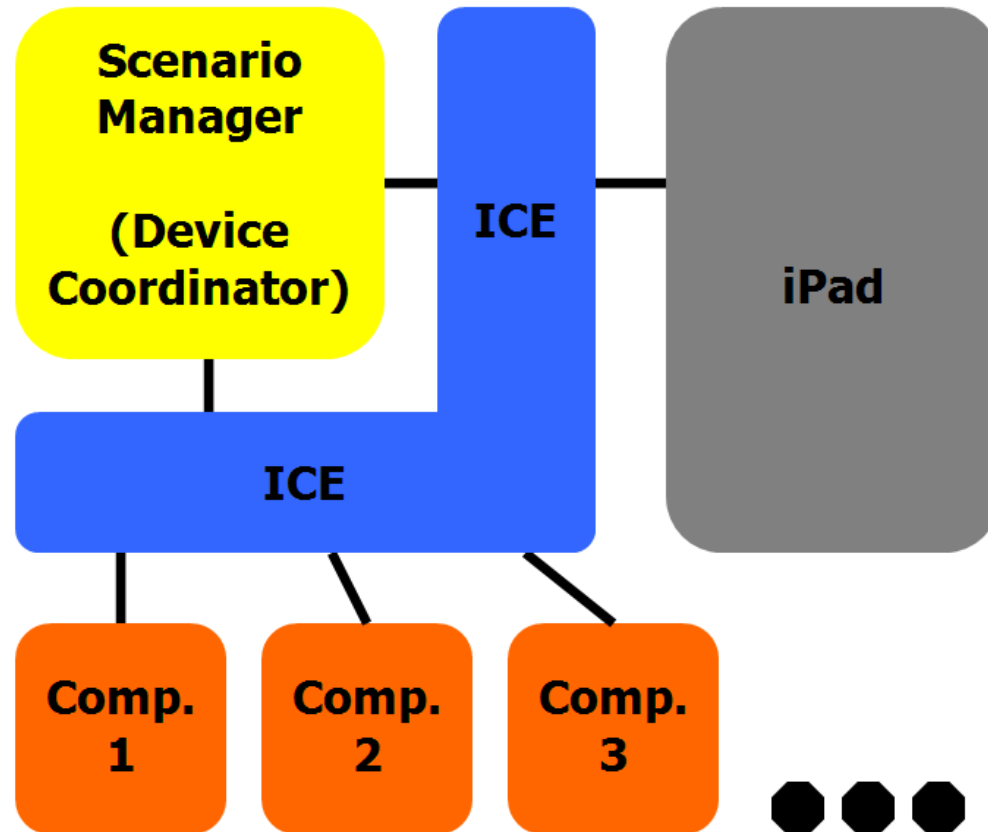 Scenario
Manager
(Device
Coordinator)
ICE
iPad
ICE
Comp.
1
Comp.
2
Comp.
3